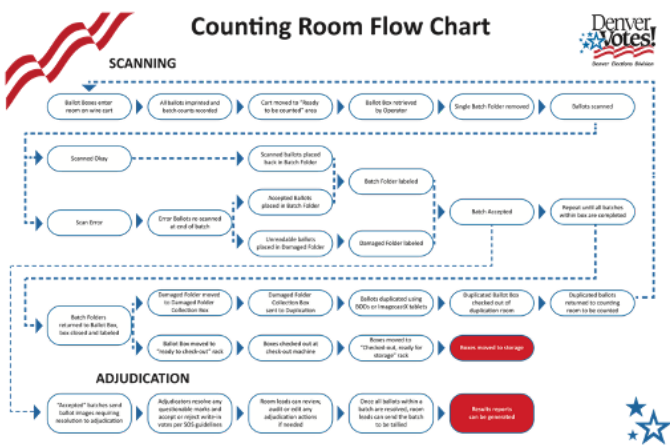 Counting Room Flow Chart
Denver
Votes!
Denver Elections Division
SCANNING
Ballot Boxes enter
room on wire cart
All ballots imprinted and
batch counts recorded
Cart moved to "Ready
to be counted" area
Ballot Box retrieved
by Operator
Single Batch Folder removed
Ballots scanned
Scanned Okay
Scanned ballots placed
back in Batch Folder
Batch Folder labeled
Accepted Ballots
placed in Batch Folder
Scan Error
Error Ballots re-scanned
at end of batch
Unreadable ballots
placed in Damaged Folder
Damaged Folder labeled
Batch Accepted
Repeat until all batches
within box are completed
Batch Folders
returned to Ballot Box,
box closed and labeled
Damaged Folder moved
to Damaged Folder
Collection Box
Damaged Folder
Collection Box
sent to Duplication
Ballots duplicated using
BODs or ImagecastX tablets
Duplicated Ballot Box
checked out of
duplication room
Duplicated ballots
returned to counting
room to be counted
Ballot Box moved to
"ready to check-out" rack
Boxes checked out at
check-out machine
Boxes moved to
"Checked-out, ready for
storage" rack
Boxes moved to storage
ADJUDICATION
"Accepted" batches send
ballot images requiring
resolution to adjudication
Adjudicators resolve any
questionable marks and
accept or reject write-in
votes per SOS guidelines
Room leads can review,
audit or edit any
adjudication actions
if needed
Once all ballots within a
batch are resolved, room
leads can send the batch
to be tallied
Results reports
can be generated